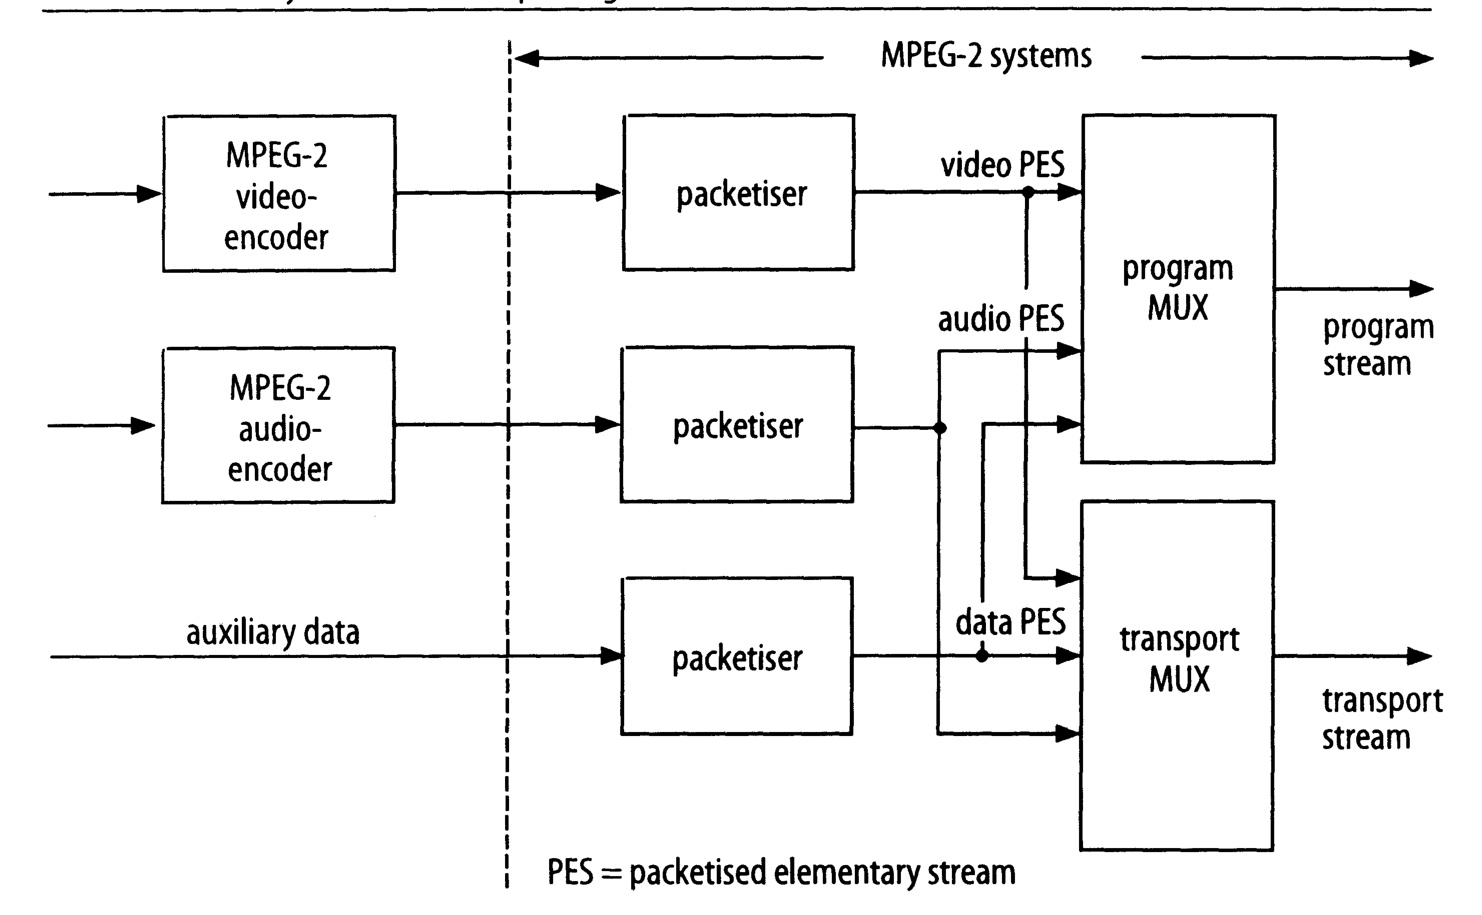 MPEG-2 systems
MPEG-2
video-
encoder
packetiser
video PES
program
MUX
program
stream
audio PES
MPEG-2
audio-
encoder
packetiser
auxiliary data
packetiser
data PES
transport
MUX
transport
stream
PES = packetised elementary stream